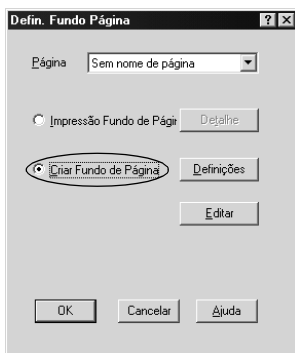 Defin. Fundo Página
Página Sem nome de página
Impressão Fundo de Págir Detalhe
Criar Fundo de Página Definições
Editar
OK Cancelar Ajuda